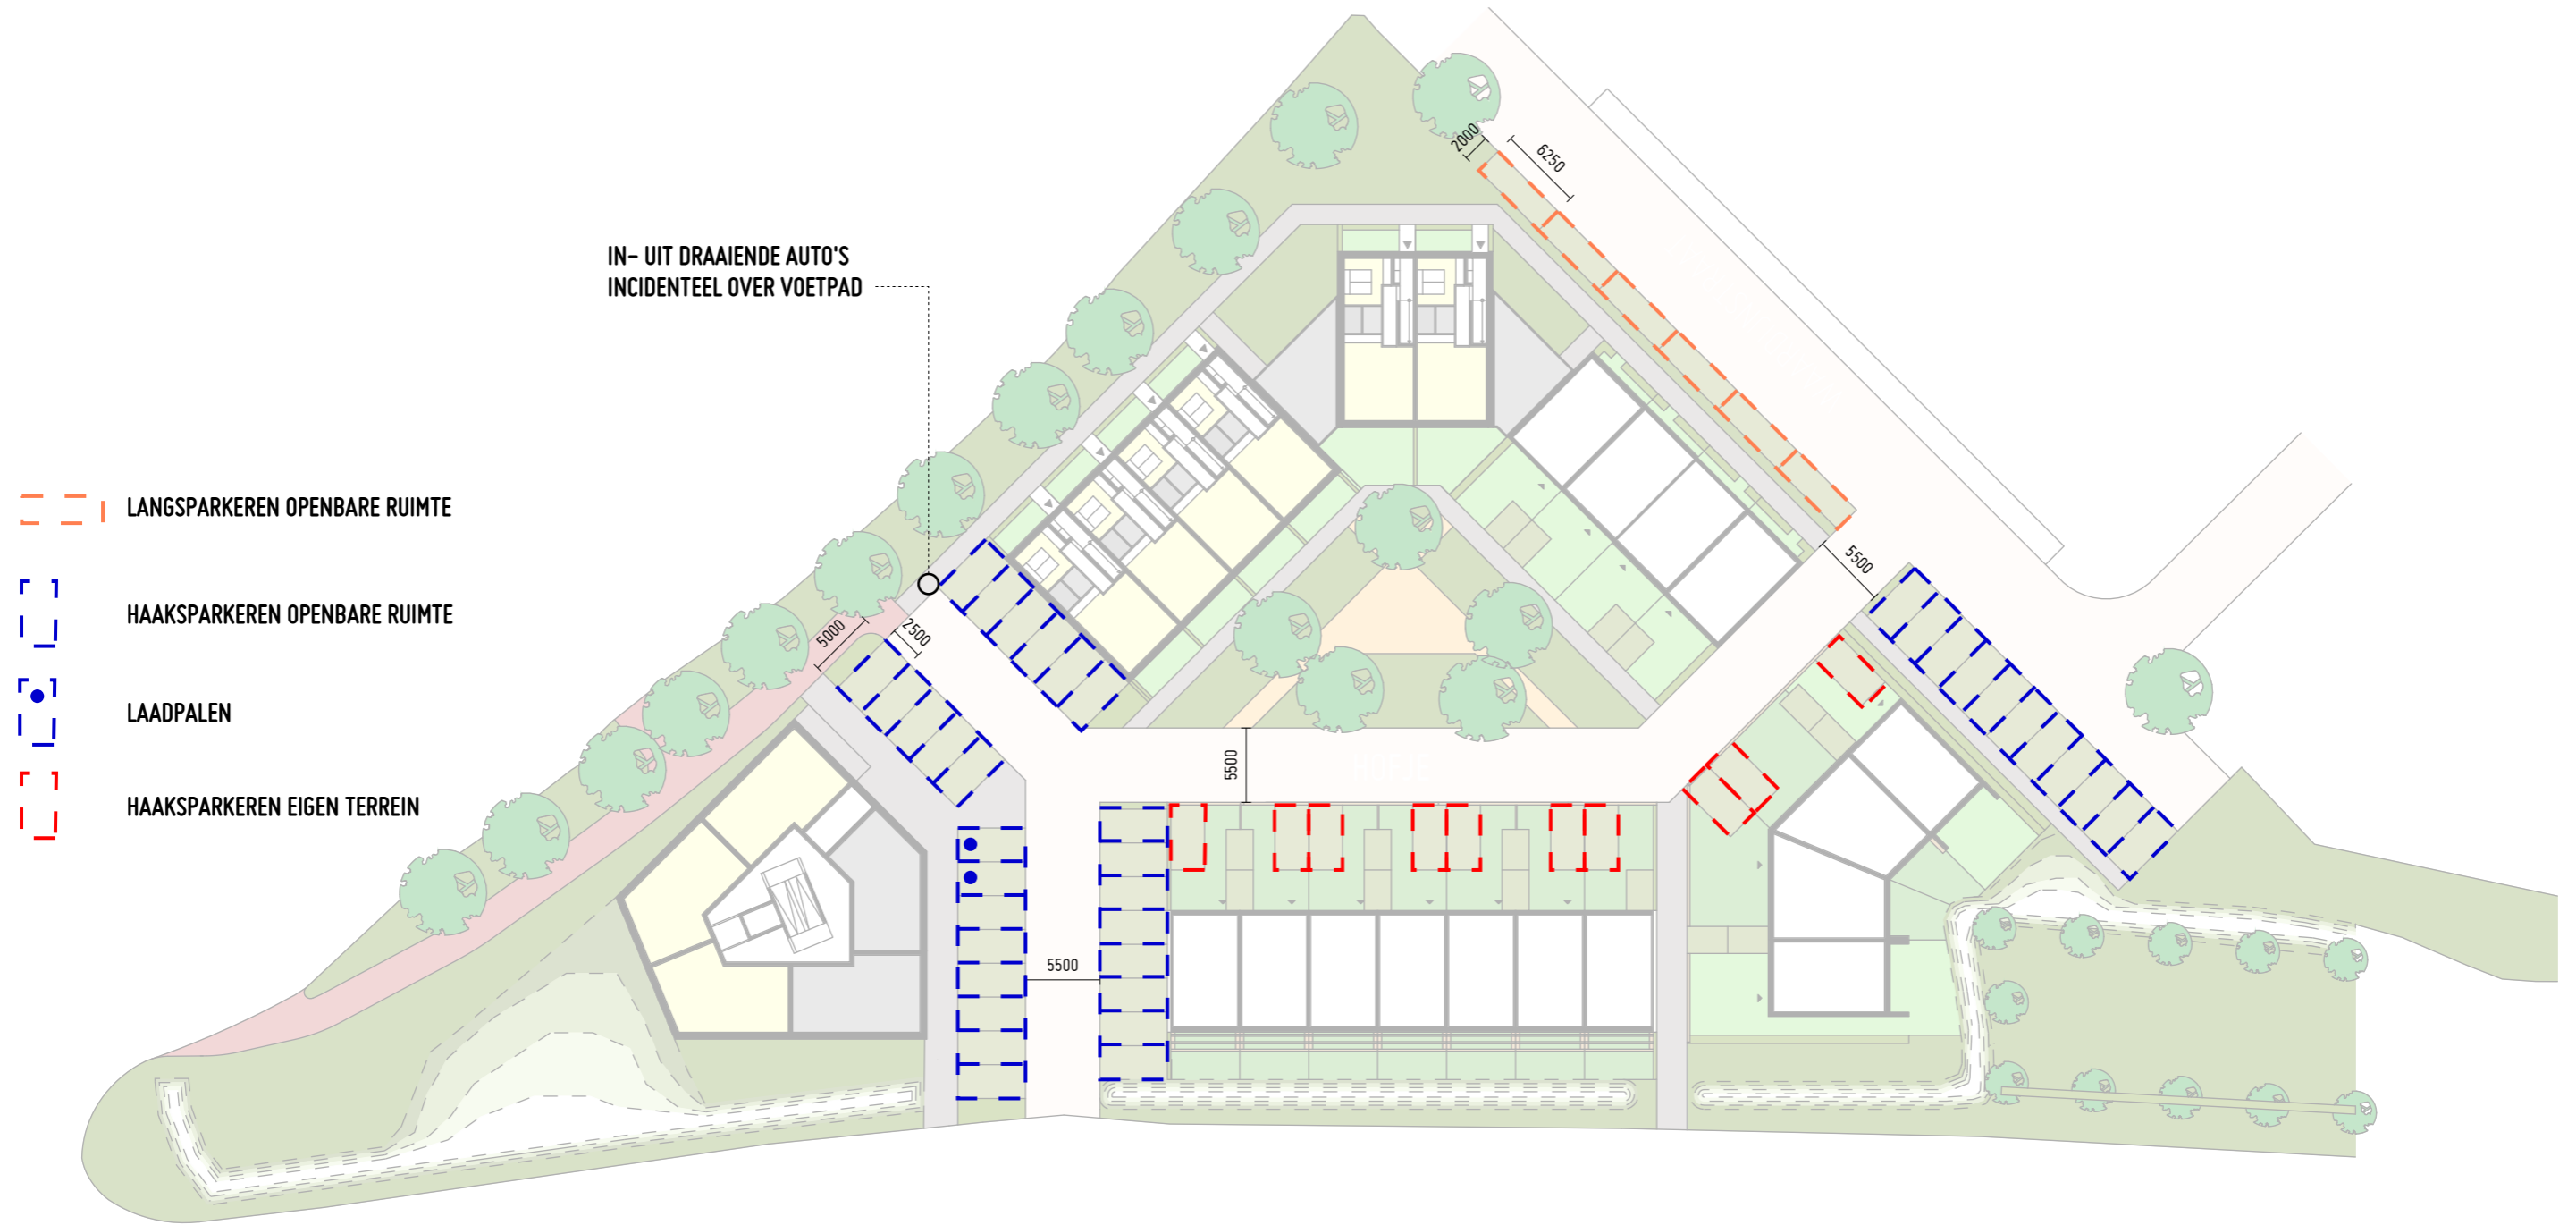 2000
6250
IN- UIT DRAAIENDE AUTO'S
INCIDENTEEL OVER VOETPAD
LANGSPARKEREN OPENBARE RUIMTE
5500
HAAKSPARKEREN OPENBARE RUIMTE
5000
2500
LAADPALEN
5500
HAAKSPARKEREN EIGEN TERREIN
5500